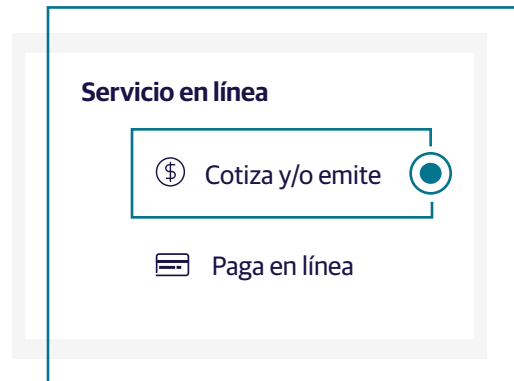 Servicio en línea
Cotiza y/o emite
Paga en línea